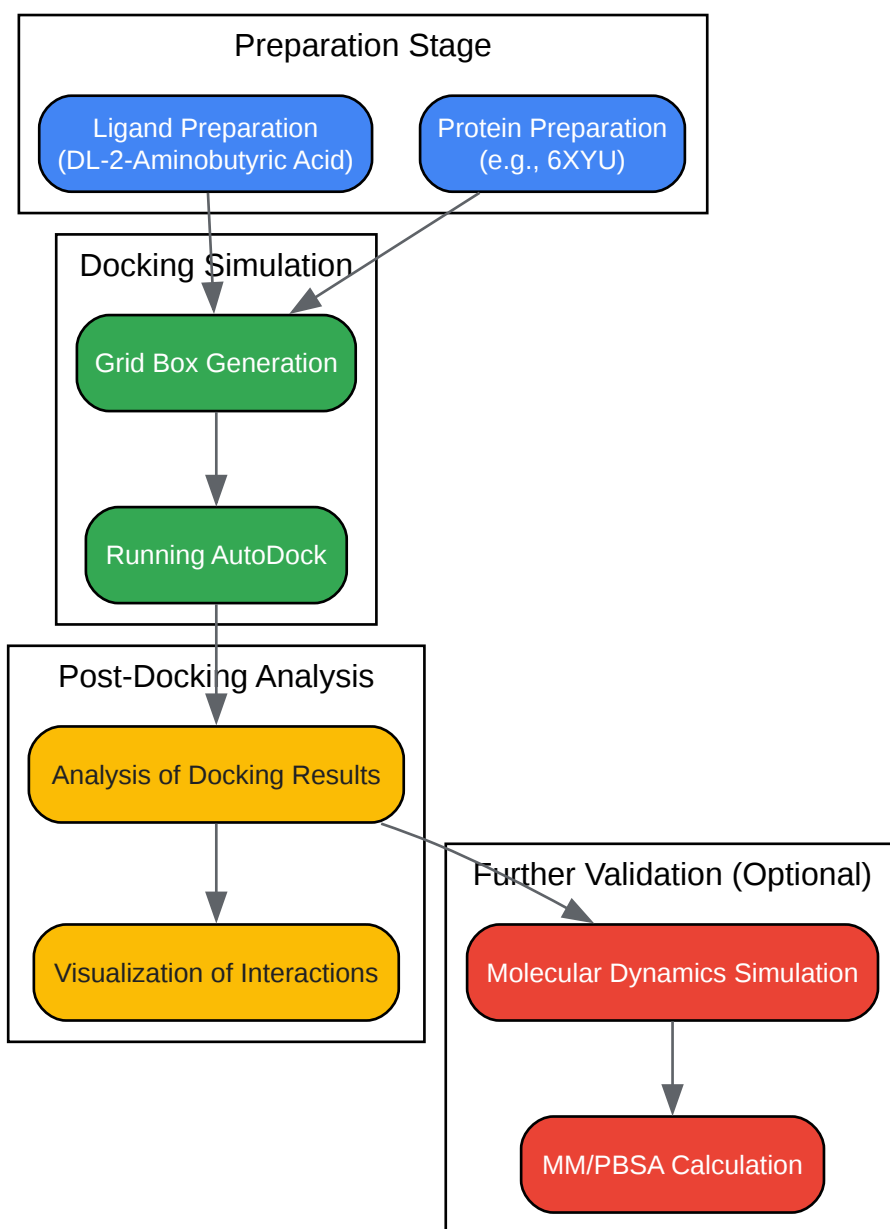 Preparation Stage
Ligand Preparation
(DL-2-Aminobutyric Acid)
Protein Preparation
(e.g., 6XYU)
Docking Simulation
Grid Box Generation
Running AutoDock
Post-Docking Analysis
Analysis of Docking Results
Visualization of Interactions
Further Validation (Optional)
Molecular Dynamics Simulation
MM/PBSA Calculation